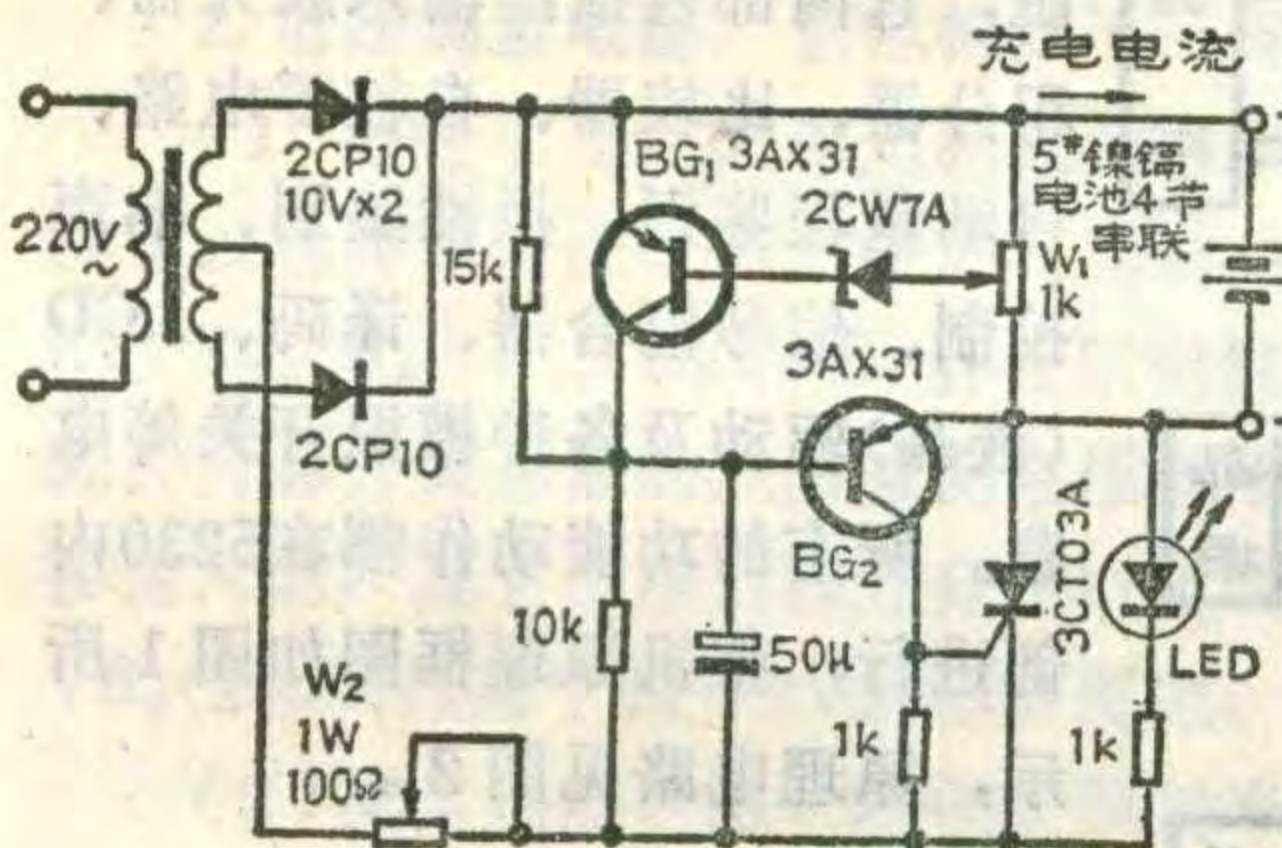 充电电流
2CP10
10V×2
BG₁ 3AX31
2CW7A
5#镍镉
电池4节
串联
220V
~
15k
W₁
1k
3AX31
2CP10
BG₂
3CT03A
10k
50μ
LED
W₂
1W
100Ω
1k
1k